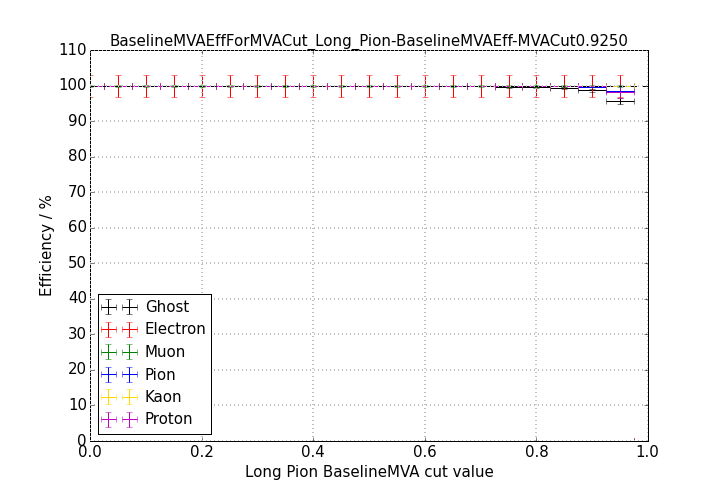 BaselineMVAEffForMVACut_Long_Pion-BaselineMVAEff-MVACut0.9250
110
100
90
80
70
60
50
40
30
20
10
0
Efficiency / %
Ghost
Electron
Muon
Pion
Kaon
Proton
0.0 0.2 0.4 0.6 0.8 1.0
Long Pion BaselineMVA cut value